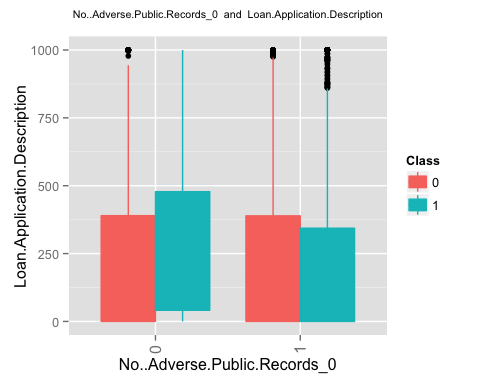 No..Adverse.Public.Records_0 and Loan.Application.Description
1000
750
500
250
0
Loan.Application.Description
0
1
No..Adverse.Public.Records_0
Class
0
1